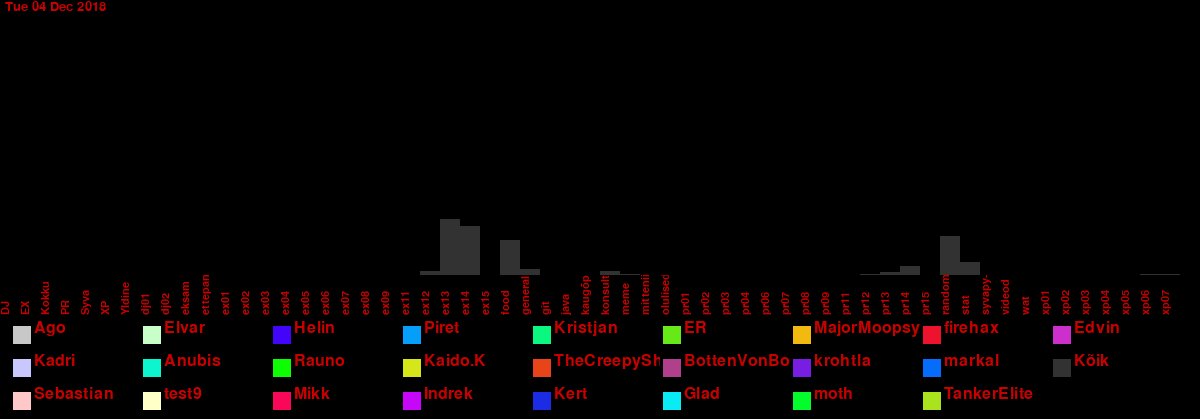 Tue 04 Dec 2018
DJ
EX
Kokku
PR
Syva
XP
Yldine
dj01
dj02
eksam
ettepan
ex01
ex02
ex03
ex04
ex05
ex06
ex07
ex08
ex09
ex11
ex12
ex13
ex14
ex15
food
general
git
java
kaugõp
konsult
meme
mittenii
olulised
pr01
pr02
pr03
pr04
pr06
pr07
pr08
pr09
pr11
pr12
pr13
pr14
pr15
random
stat
syvapy-
videod
wat
xp01
xp02
xp03
xp04
xp05
xp06
xp07
Ago Elvar Helin Piret Kristjan ER MajorMoopsy firehax Edvin
Kadri Anubis Rauno Kaido.K TheCreepySh BottenVonBo krohtla markal Kõik
Sebastian test9 Mikk Indrek Kert Glad moth TankerElite